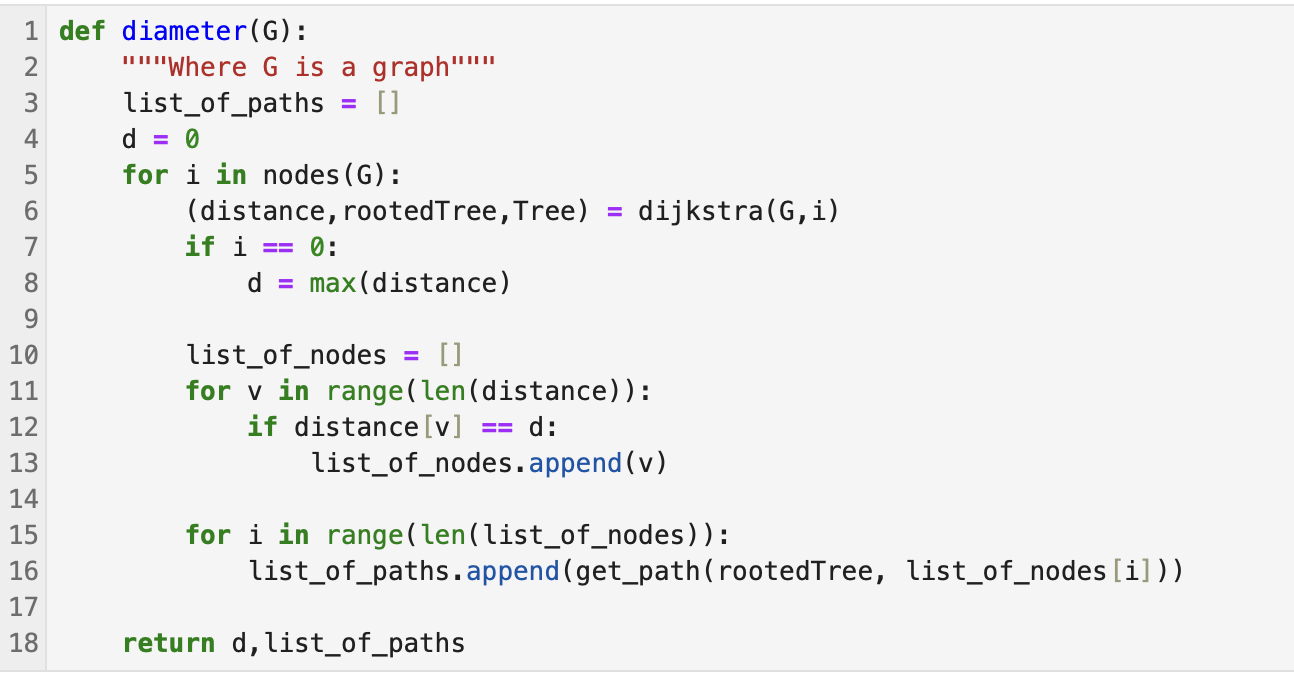 1 def diameter(G):
2     """Where G is a graph"""
3     list_of_paths = []
4     d = 0
5     for i in nodes(G):
6         (distance,rootedTree,Tree) = dijkstra(G,i)
7         if i == 0:
8             d = max(distance)
9
10         list_of_nodes = []
11         for v in range(len(distance)):
12             if distance[v] == d:
13                 list_of_nodes.append(v)
14
15         for i in range(len(list_of_nodes)):
16             list_of_paths.append(get_path(rootedTree, list_of_nodes[i]))
17
18     return d,list_of_paths